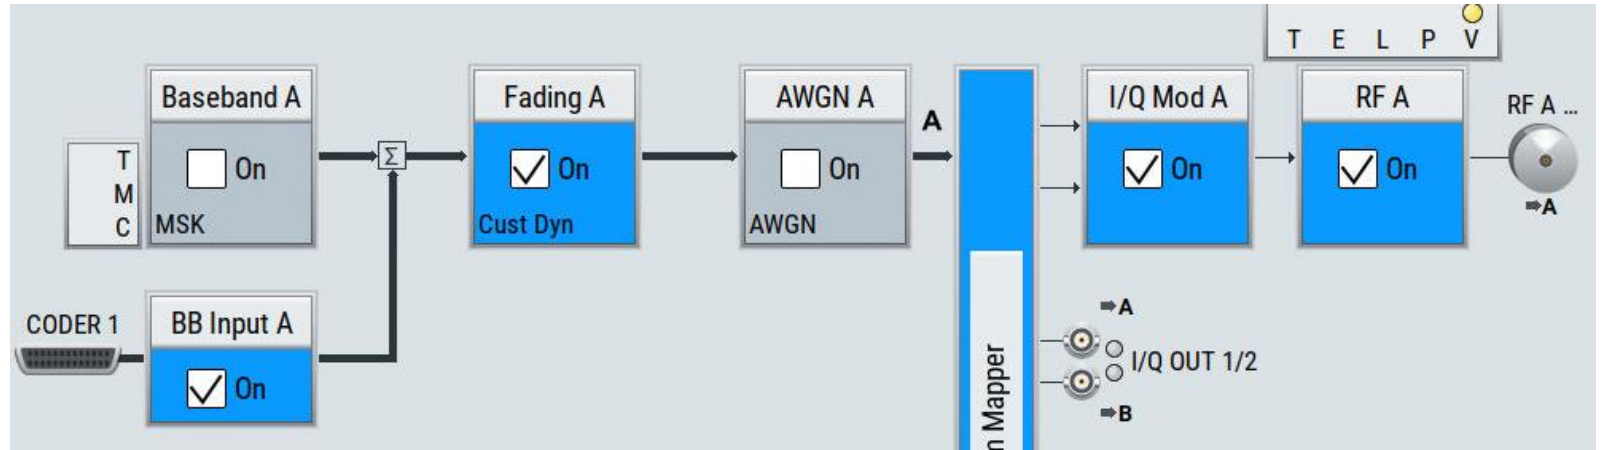 T E L P V
Baseband A
On
MSK
T
M
C
Σ
Fading A
On
Cust Dyn
AWGN A
On
AWGN
A
I/Q Mod A
On
RF A
On
RF A ...
A
CODER 1
BB Input A
On
Mapper
A
I/Q OUT 1/2
B